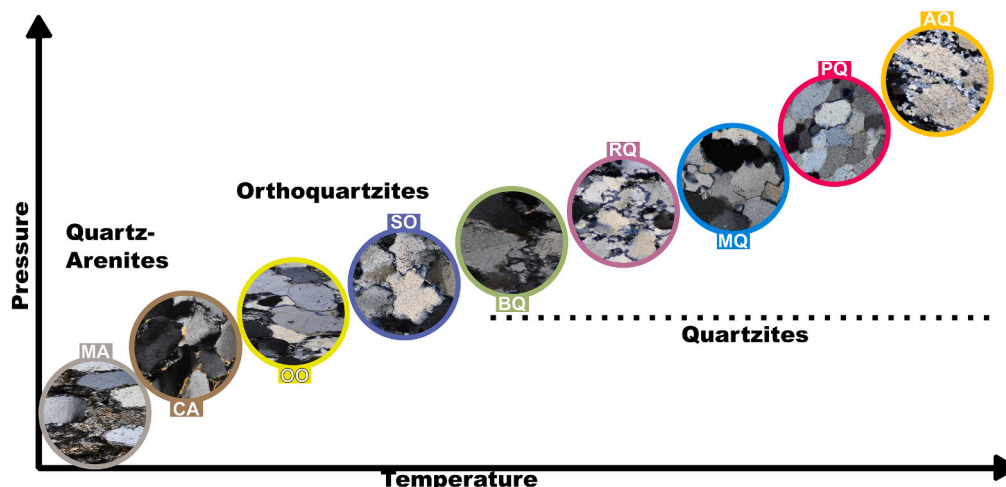 AQ
PQ
RQ
Orthoquartzites
SO
Quartz-
Arenites
MQ
BQ
Pressure
Quartzites
MA
OO
CA
Temperature